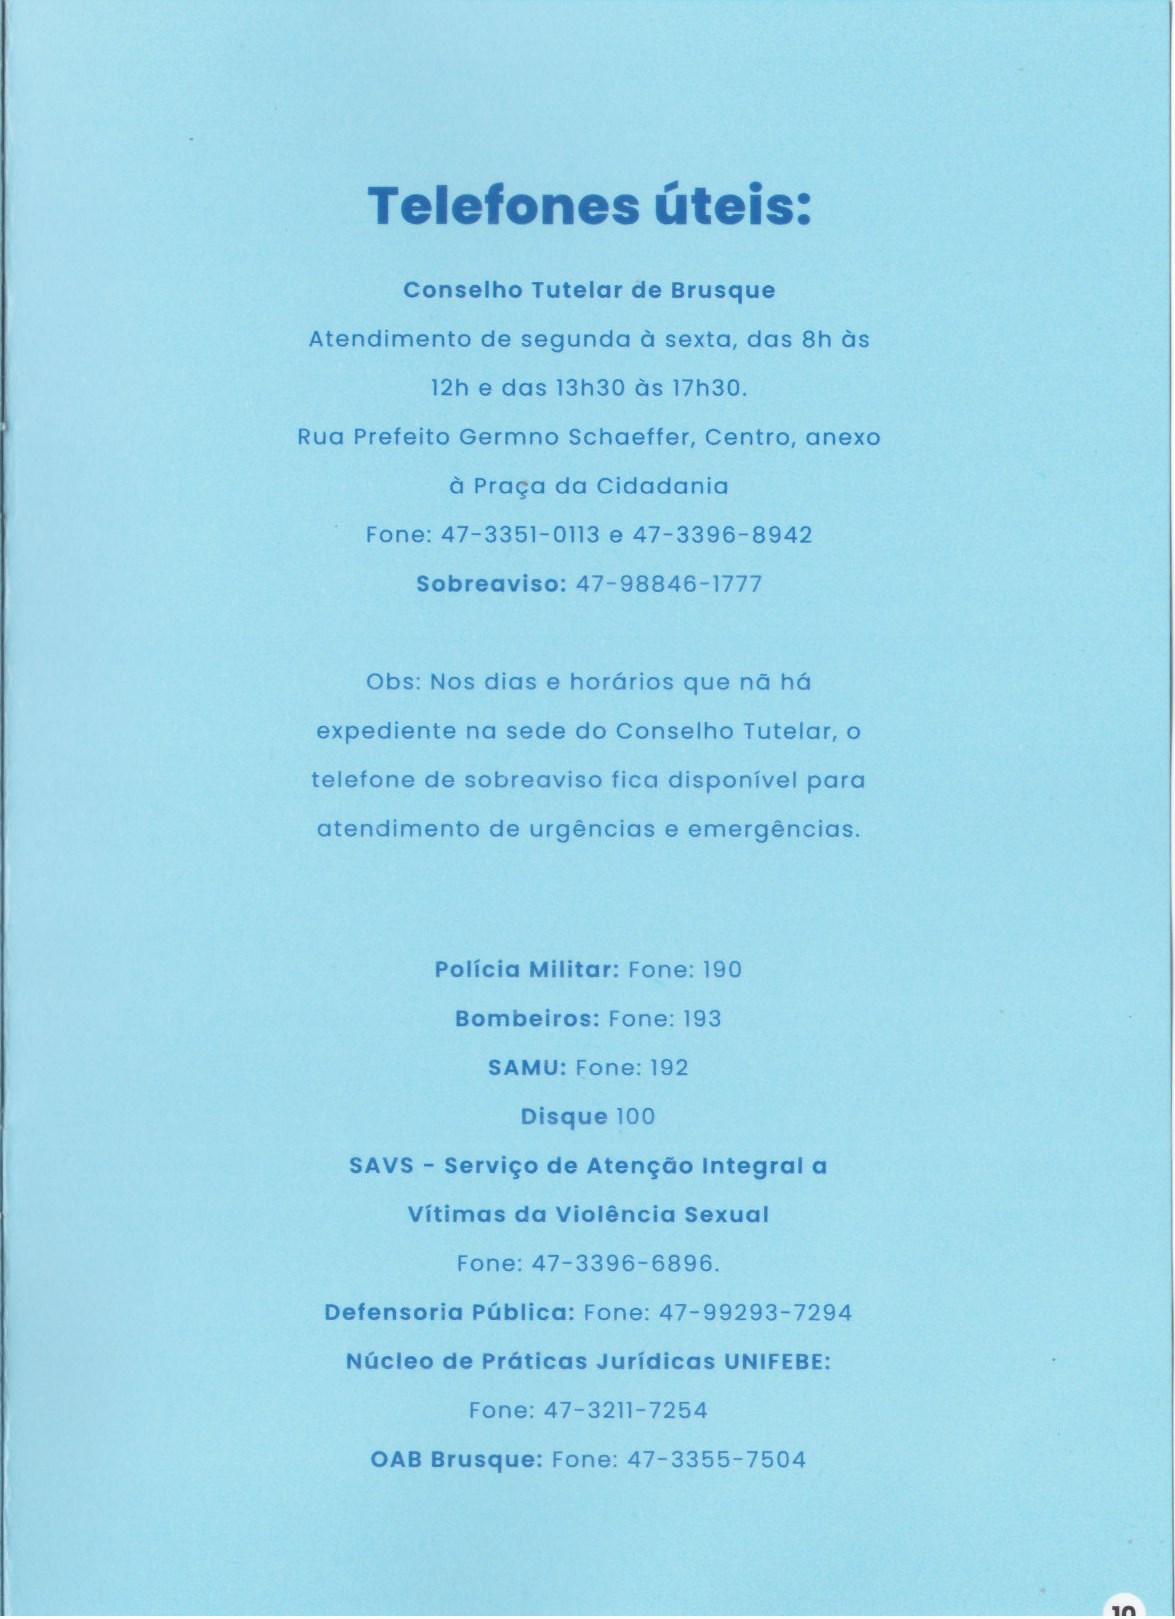 Telefones úteis:
Conselho Tutelar de Brusque
Atendimento de segunda à sexta, das 8h às
12h e das 13h30 às 17h30.
Rua Prefeito Germno Schaeffer, Centro, anexo
à Praça da Cidadania
Fone: 47-3351-0113 e 47-3396-8942
Sobreaviso: 47-98846-1777
Obs: Nos dias e horários que nã há
expediente na sede do Conselho Tutelar, o
telefone de sobreaviso fica disponível para
atendimento de urgências e emergências.
Polícia Militar: Fone: 190
Bombeiros: Fone: 193
SAMU: Fone: 192
Disque 100
SAVS - Serviço de Atenção Integral a
Vítimas da Violência Sexual
Fone: 47-3396-6896.
Defensoria Pública: Fone: 47-99293-7294
Núcleo de Práticas Jurídicas UNIFEBE:
Fone: 47-3211-7254
OAB Brusque: Fone: 47-3355-7504